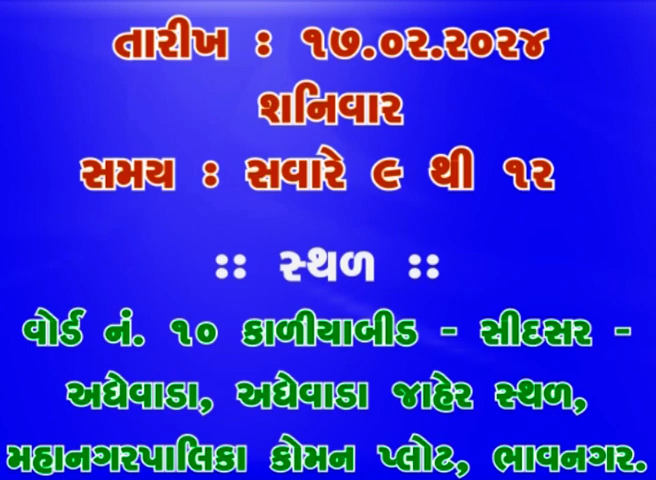 તારીખ : ૧૭.૦૨.૨૦૨૪
શનિવાર
સમય : સવારે ૯ થી ૧૨
:: સ્થળ ::
વોર્ડ નં. ૧૦ કાળીયાબીડ - સીદસર -
અધેવાડા, અધેવાડા જાહેર સ્થળ,
મહાનગરપાલિકા કોમન પ્લોટ, ભાવનગર.